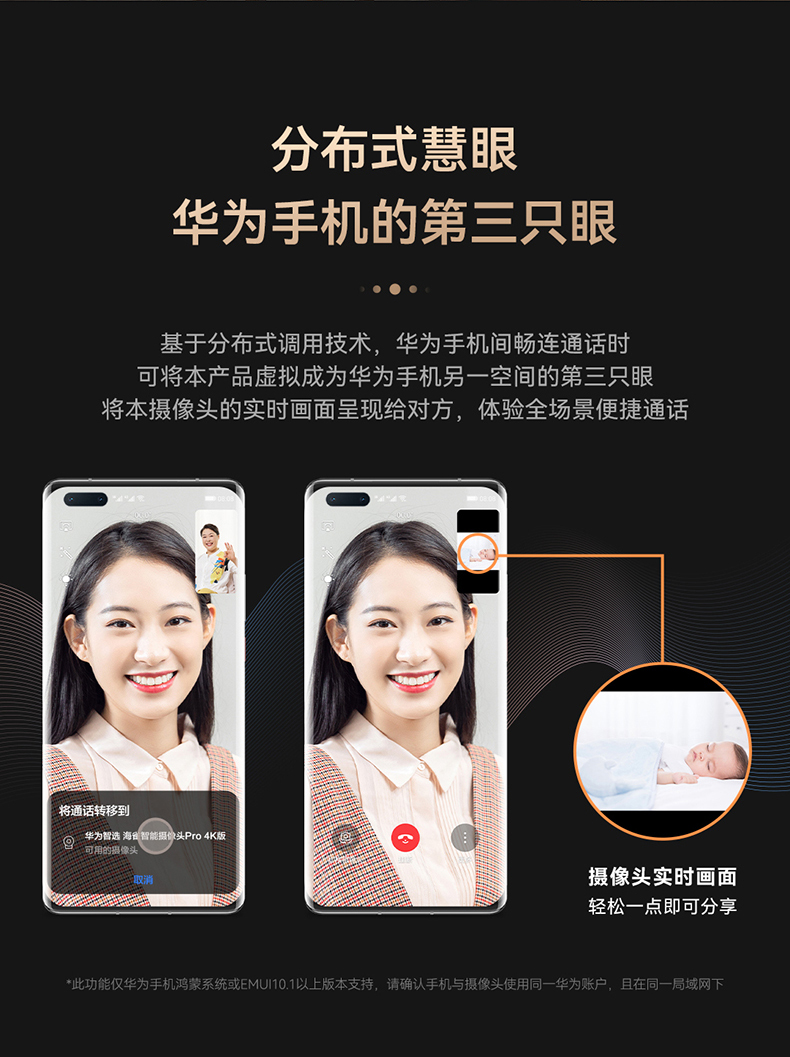 分布式慧眼
华为手机的第三只眼
基于分布式调用技术，华为手机间畅连通话时
可将本产品虚拟成为华为手机另一空间的第三只眼
将本摄像头的实时画面呈现给对方，体验全场景便捷通话
将通话转移到
华为智选 海雀智能摄像头Pro 4K版
可用的摄像头
取消
摄像头实时画面
轻松一点即可分享
*此功能仅华为手机鸿蒙系统或EMUI10.1以上版本支持，请确认手机与摄像头使用同一华为账户，且在同一局域网下